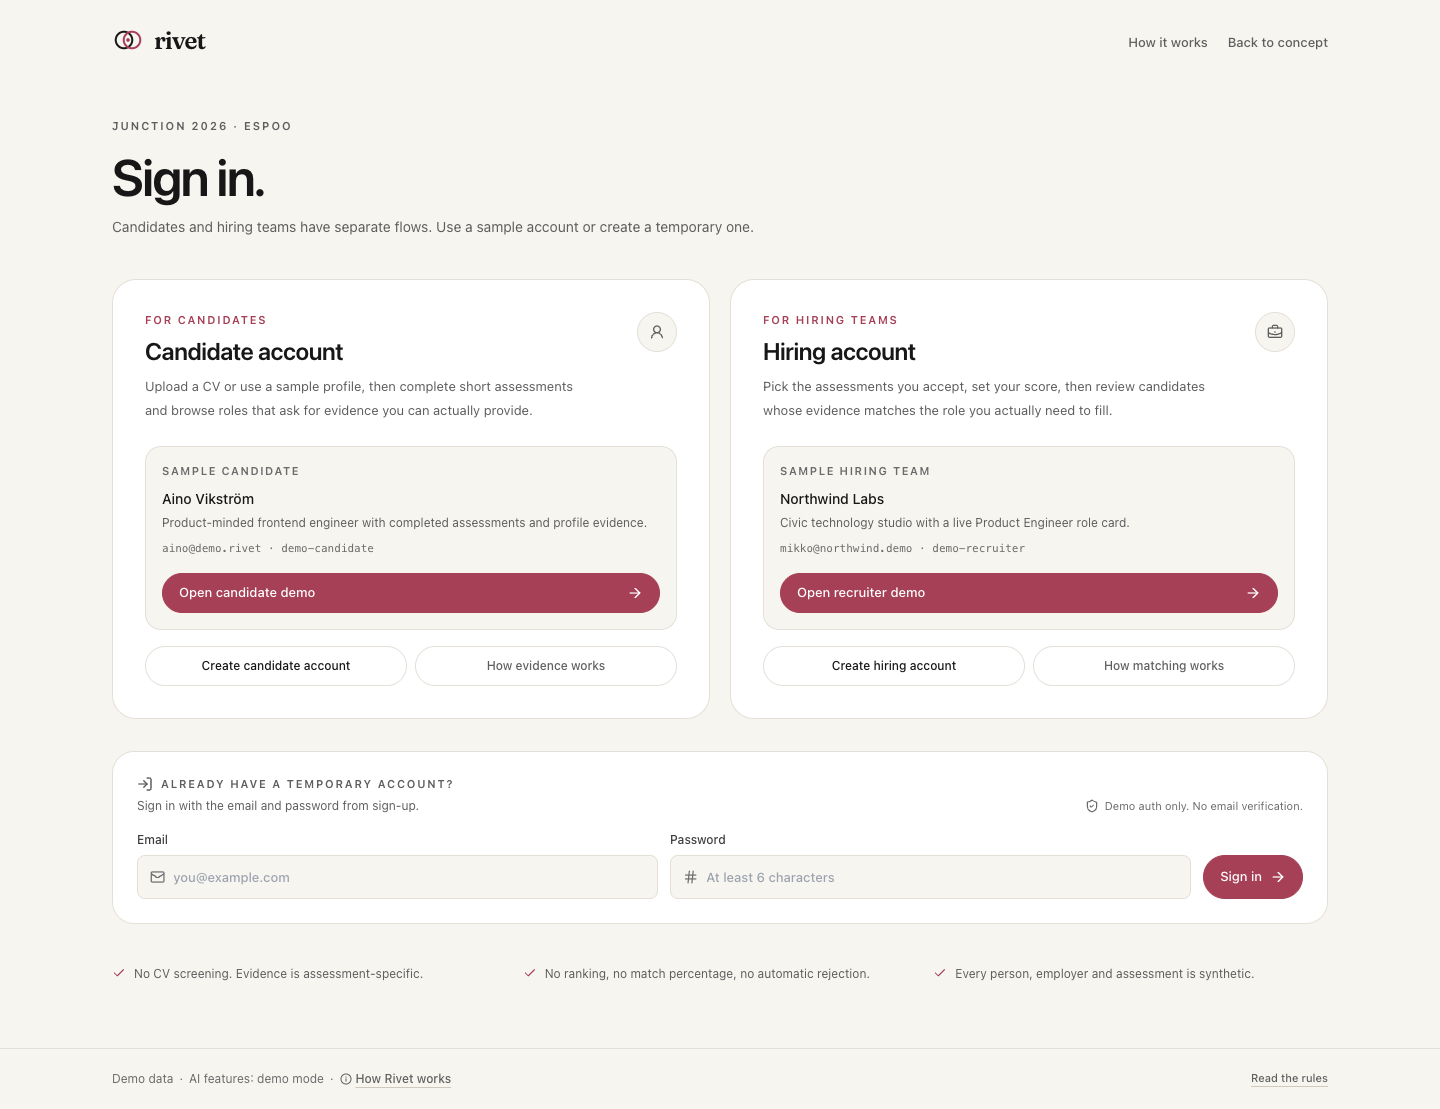 rivet
How it works
Back to concept
JUNCTION 2026 · ESPOO
Sign in.
Candidates and hiring teams have separate flows. Use a sample account or create a temporary one.
FOR CANDIDATES
Candidate account
Upload a CV or use a sample profile, then complete short assessments
and browse roles that ask for evidence you can actually provide.
SAMPLE CANDIDATE
Aino Vikström
Product-minded frontend engineer with completed assessments and profile evidence.
aino@demo.rivet · demo-candidate
Open candidate demo
Create candidate account
How evidence works
FOR HIRING TEAMS
Hiring account
Pick the assessments you accept, set your score, then review candidates
whose evidence matches the role you actually need to fill.
SAMPLE HIRING TEAM
Northwind Labs
Civic technology studio with a live Product Engineer role card.
mikko@northwind.demo · demo-recruiter
Open recruiter demo
Create hiring account
How matching works
ALREADY HAVE A TEMPORARY ACCOUNT?
Sign in with the email and password from sign-up.
Demo auth only. No email verification.
Email
you@example.com
Password
At least 6 characters
Sign in
No CV screening. Evidence is assessment-specific.
No ranking, no match percentage, no automatic rejection.
Every person, employer and assessment is synthetic.
Demo data · AI features: demo mode · How Rivet works
Read the rules